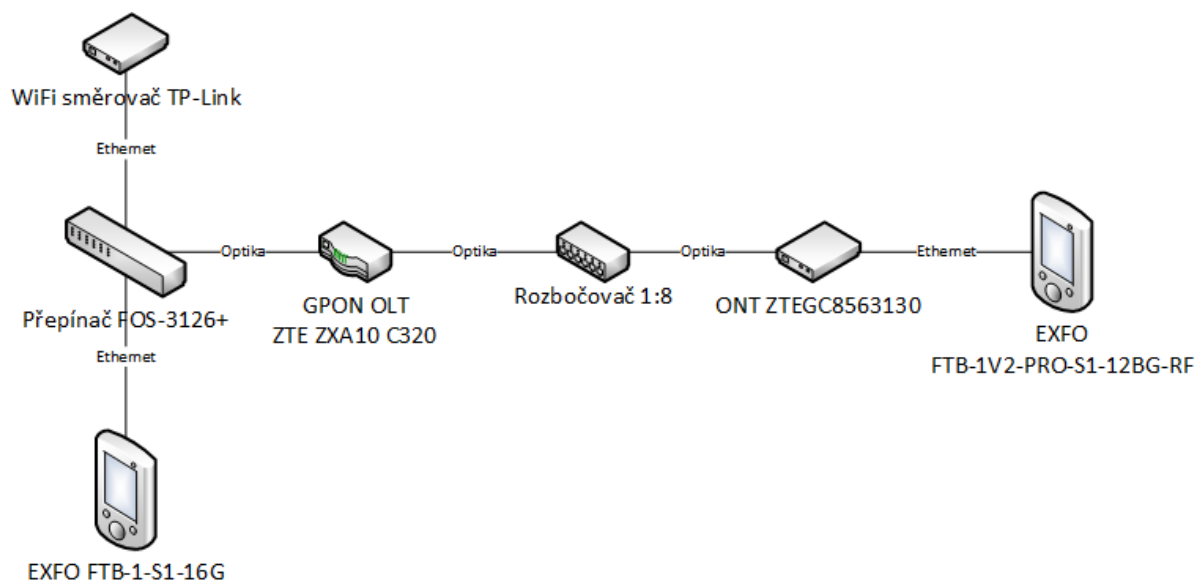 WiFi směrovač TP-Link
Ethernet
Přepínač FOS-3126+
Optika
GPON OLT
ZTE ZXA10 C320
Optika
Rozbočovač 1:8
Optika
ONT ZTEGC8563130
Ethernet
EXFO
FTB-1V2-PRO-S1-12BG-RF
Ethernet
EXFO FTB-1-S1-16G